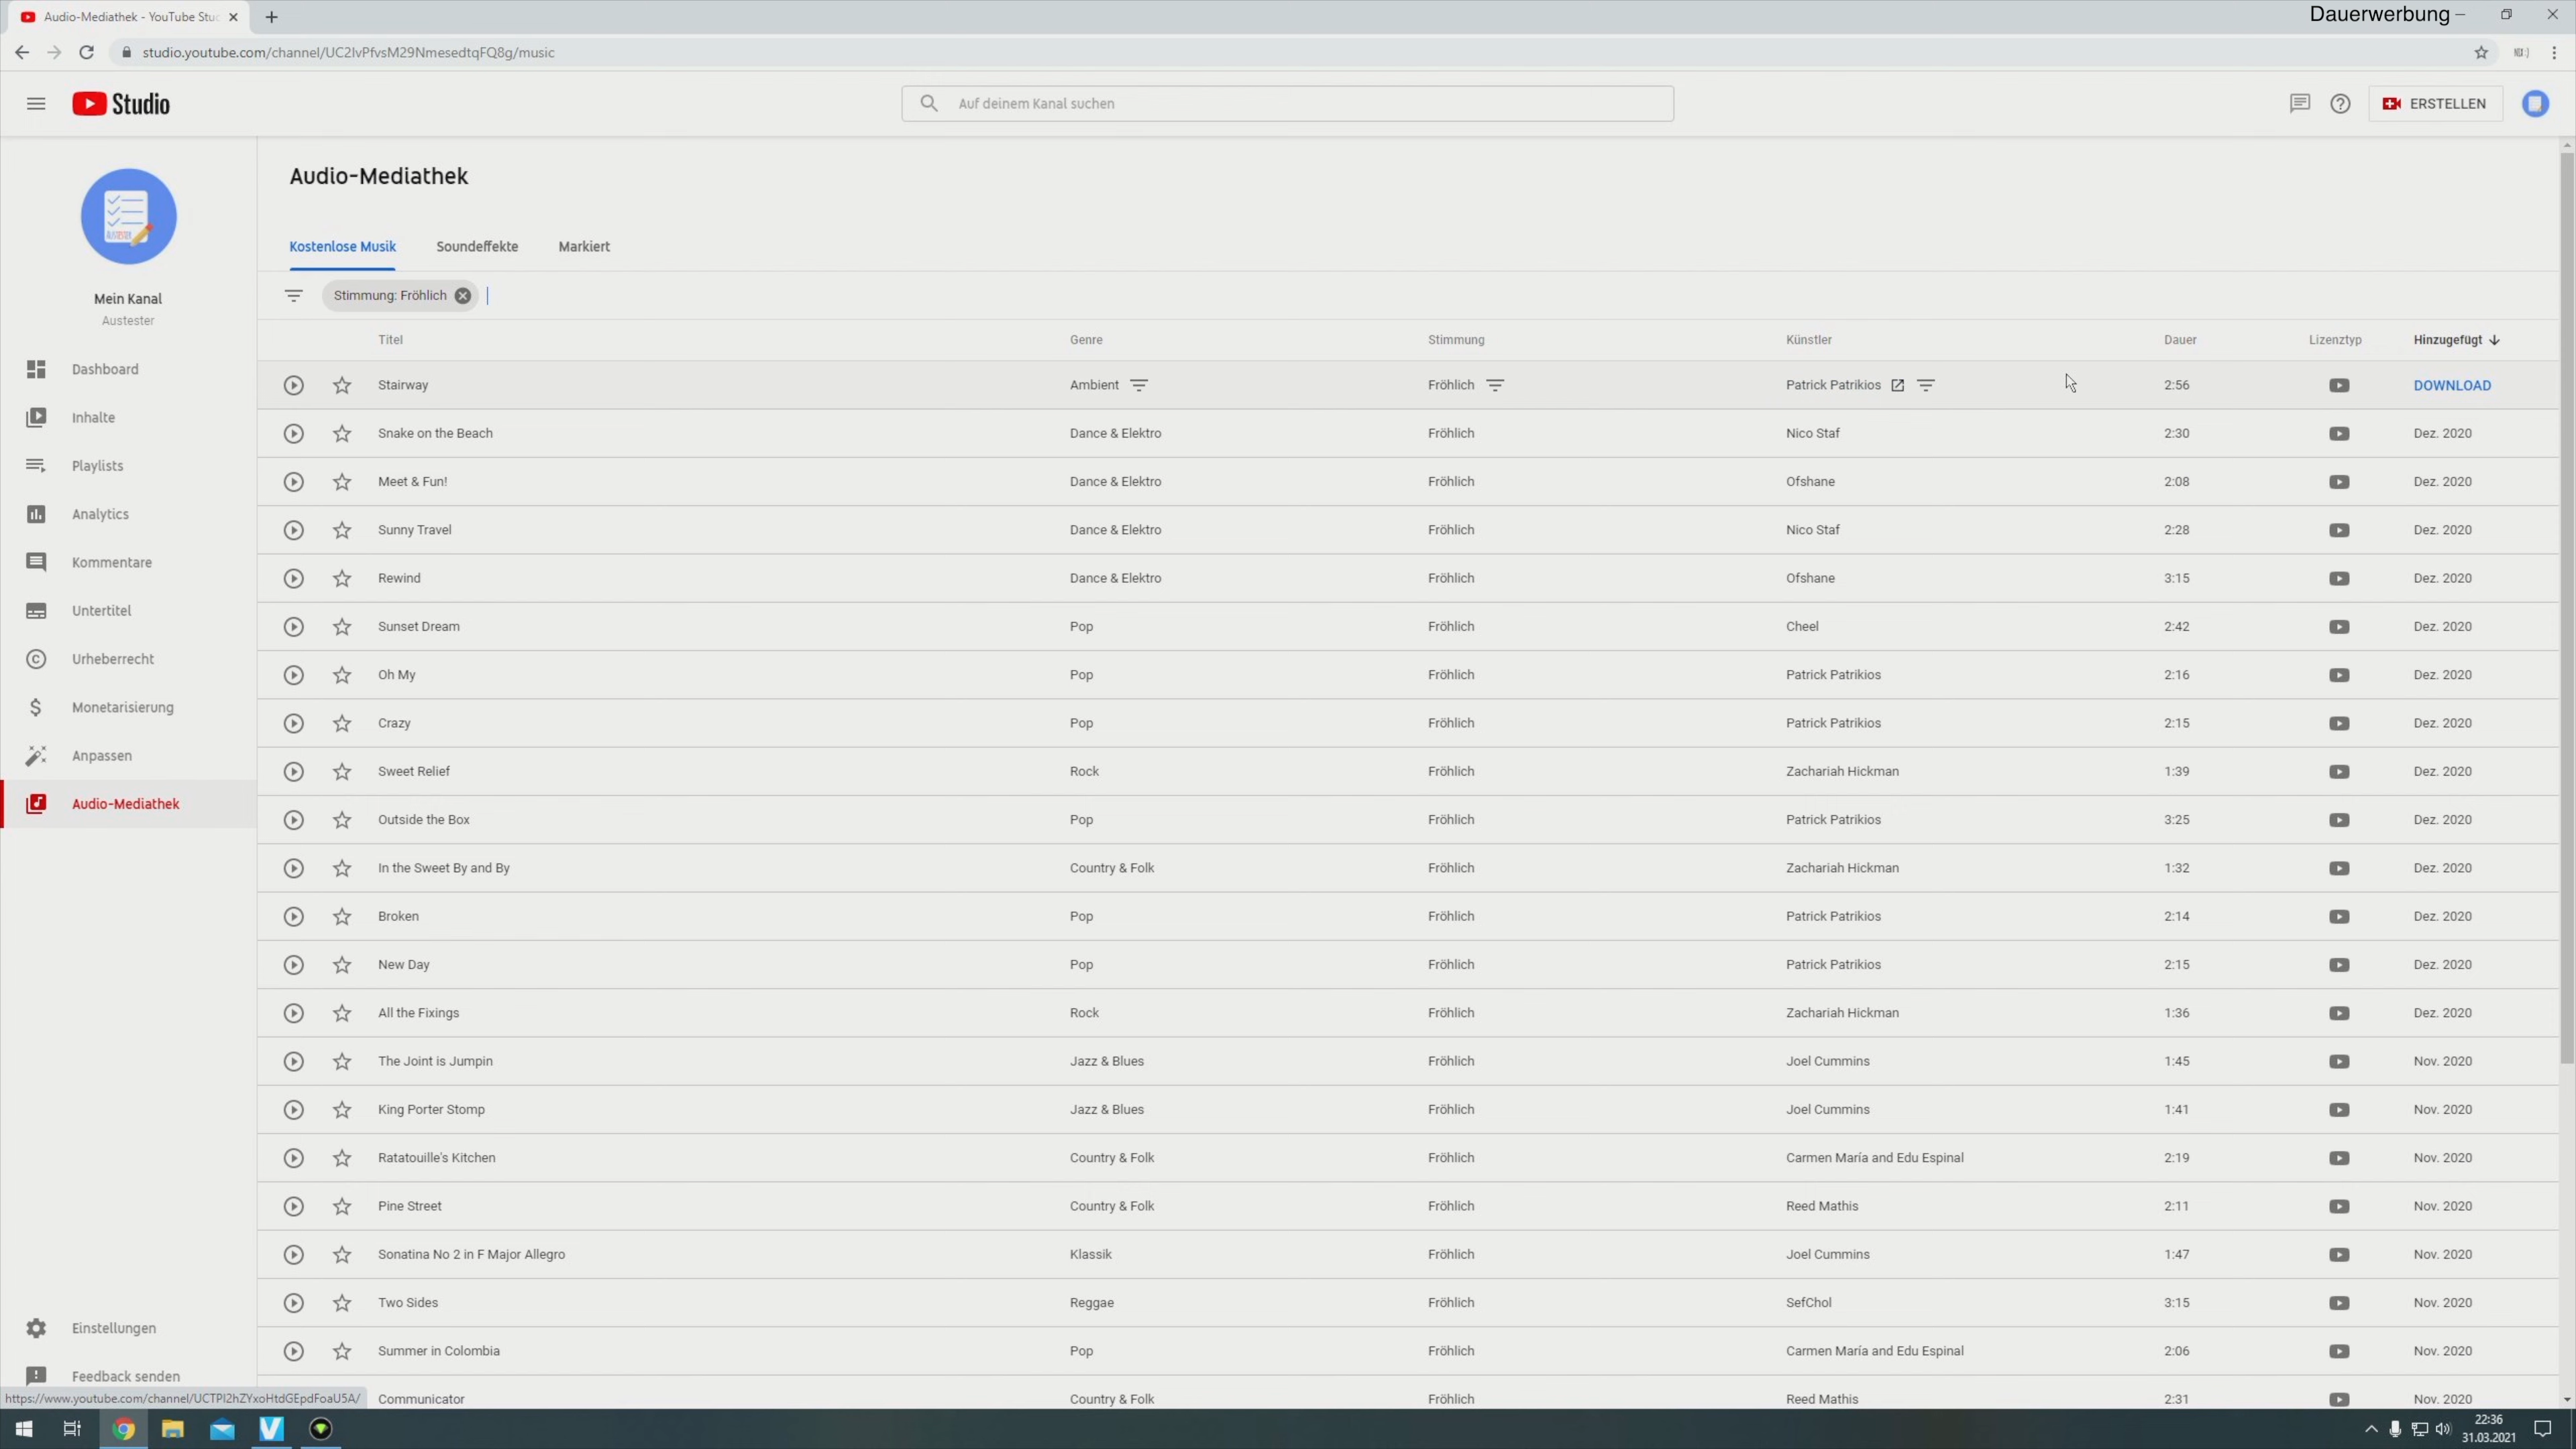 Audio-Mediathek - YouTube Stu
Dauerwerbung
studio.youtube.com/channel/UC2IvPfvsM29NmesedtqFQ8g/music
Studio
Auf deinem Kanal suchen
ERSTELLEN
Mein Kanal
Austester
Dashboard
Inhalte
Playlists
Analytics
Kommentare
Untertitel
Urheberrecht
Monetarisierung
Anpassen
Audio-Mediathek
Einstellungen
Feedback senden
Audio-Mediathek
Kostenlose Musik Soundeffekte Markiert
Stimmung: Fröhlich
Titel Genre Stimmung Künstler Dauer Lizenztyp Hinzugefügt
Stairway Ambient Fröhlich Patrick Patrikios 2:56 DOWNLOAD
Snake on the Beach Dance & Elektro Fröhlich Nico Staf 2:30 Dez. 2020
Meet & Fun! Dance & Elektro Fröhlich Ofshane 2:08 Dez. 2020
Sunny Travel Dance & Elektro Fröhlich Nico Staf 2:28 Dez. 2020
Rewind Dance & Elektro Fröhlich Ofshane 3:15 Dez. 2020
Sunset Dream Pop Fröhlich Cheel 2:42 Dez. 2020
Oh My Pop Fröhlich Patrick Patrikios 2:16 Dez. 2020
Crazy Pop Fröhlich Patrick Patrikios 2:15 Dez. 2020
Sweet Relief Rock Fröhlich Zachariah Hickman 1:39 Dez. 2020
Outside the Box Pop Fröhlich Patrick Patrikios 3:25 Dez. 2020
In the Sweet By and By Country & Folk Fröhlich Zachariah Hickman 1:32 Dez. 2020
Broken Pop Fröhlich Patrick Patrikios 2:14 Dez. 2020
New Day Pop Fröhlich Patrick Patrikios 2:15 Dez. 2020
All the Fixings Rock Fröhlich Zachariah Hickman 1:36 Dez. 2020
The Joint is Jumpin Jazz & Blues Fröhlich Joel Cummins 1:45 Nov. 2020
King Porter Stomp Jazz & Blues Fröhlich Joel Cummins 1:41 Nov. 2020
Ratatouille's Kitchen Country & Folk Fröhlich Carmen María and Edu Espinal 2:19 Nov. 2020
Pine Street Country & Folk Fröhlich Reed Mathis 2:11 Nov. 2020
Sonatina No 2 in F Major Allegro Klassik Fröhlich Joel Cummins 1:47 Nov. 2020
Two Sides Reggae Fröhlich SefChol 3:15 Nov. 2020
Summer in Colombia Pop Fröhlich Carmen María and Edu Espinal 2:06 Nov. 2020
Communicator Country & Folk Fröhlich Reed Mathis 2:31 Nov. 2020
https://www.youtube.com/channel/UCTPl2hZYxoHtdGEpdFoaU5A/
22:36
31.03.2021